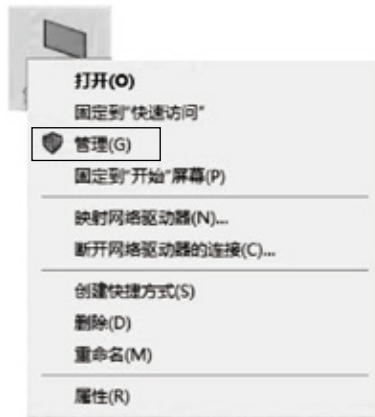 打开(O)
固定到"快速访问"
管理(G)
固定到"开始"屏幕(P)
映射网络驱动器(N)...
断开网络驱动器的连接(C)...
创建快捷方式(S)
删除(D)
重命名(M)
属性(R)